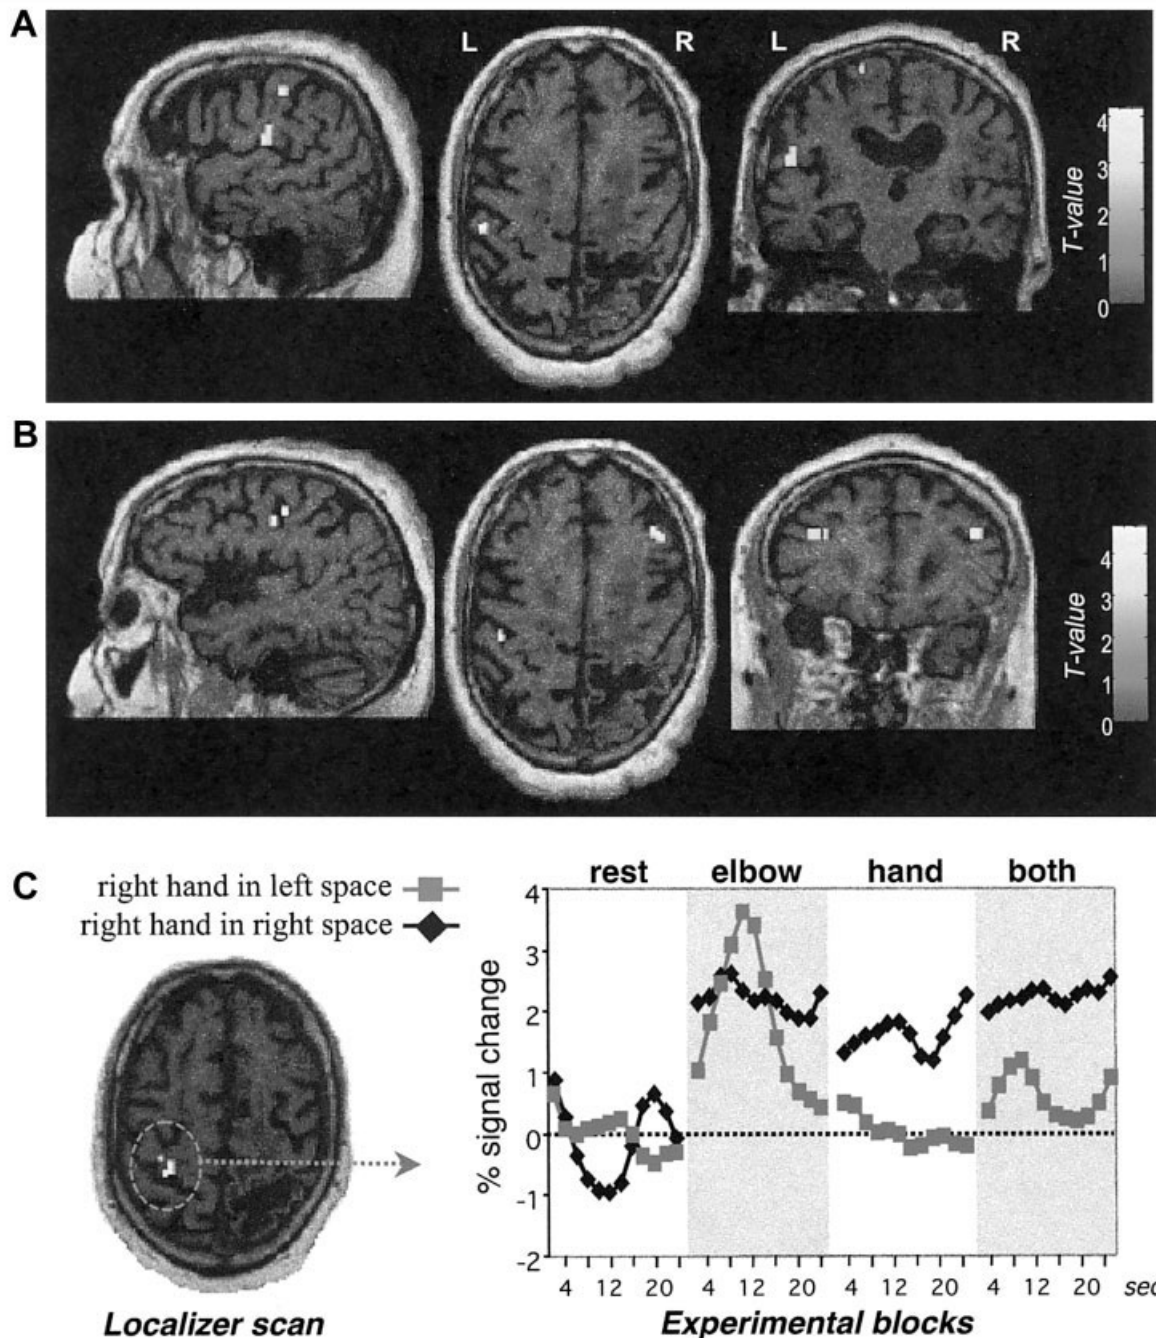 A
L R L R
4
3
2
1
0
T-value
B
4
3
2
1
0
T-value
C
right hand in left space
right hand in right space
rest elbow hand both
4
3
2
1
0
-1
-2
% signal change
4 12 20 4 12 20 4 12 20 4 12 20 sec
Localizer scan
Experimental blocks